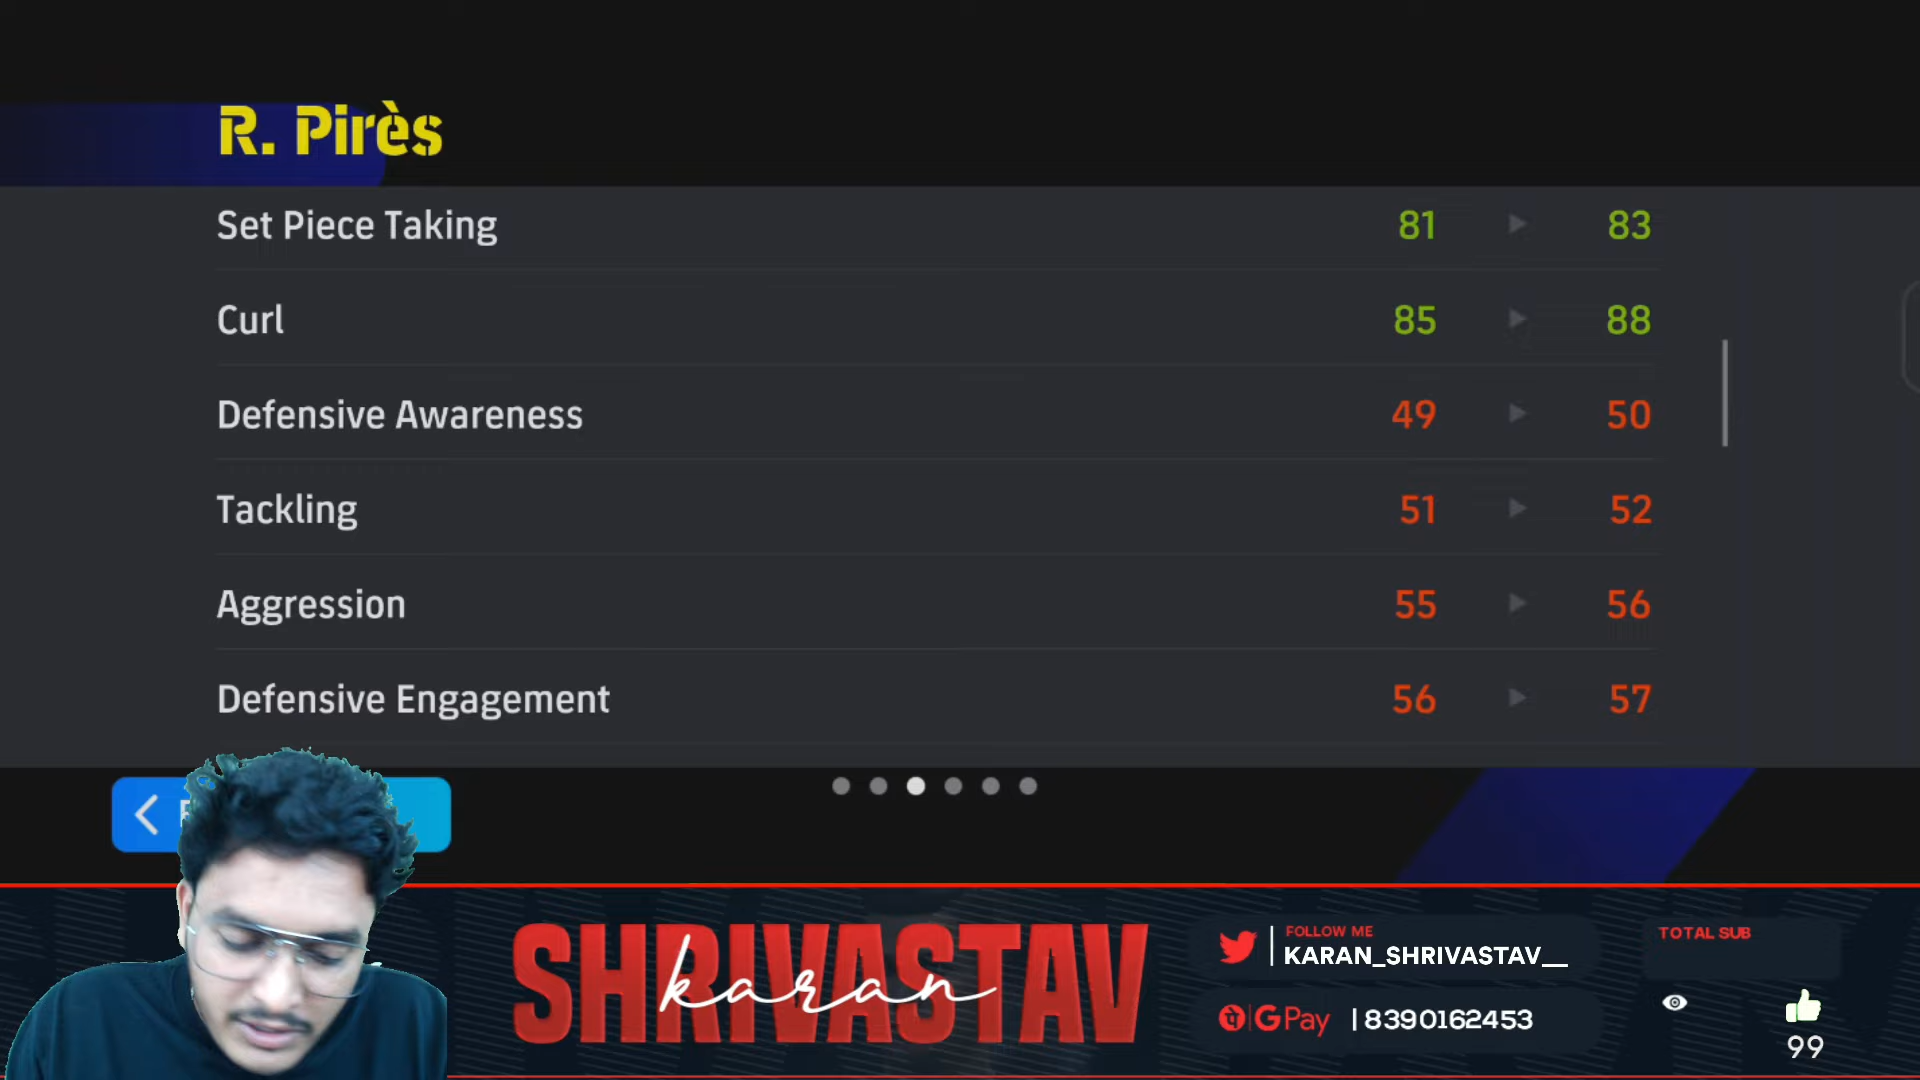 R. Pirès
Set Piece Taking 81 83
Curl 85 88
Defensive Awareness 49 50
Tackling 51 52
Aggression 55 56
Defensive Engagement 56 57
SHRIVASTAV
karan
FOLLOW ME
KARAN_SHRIVASTAV__
GPay | 8390162453
TOTAL SUB
99